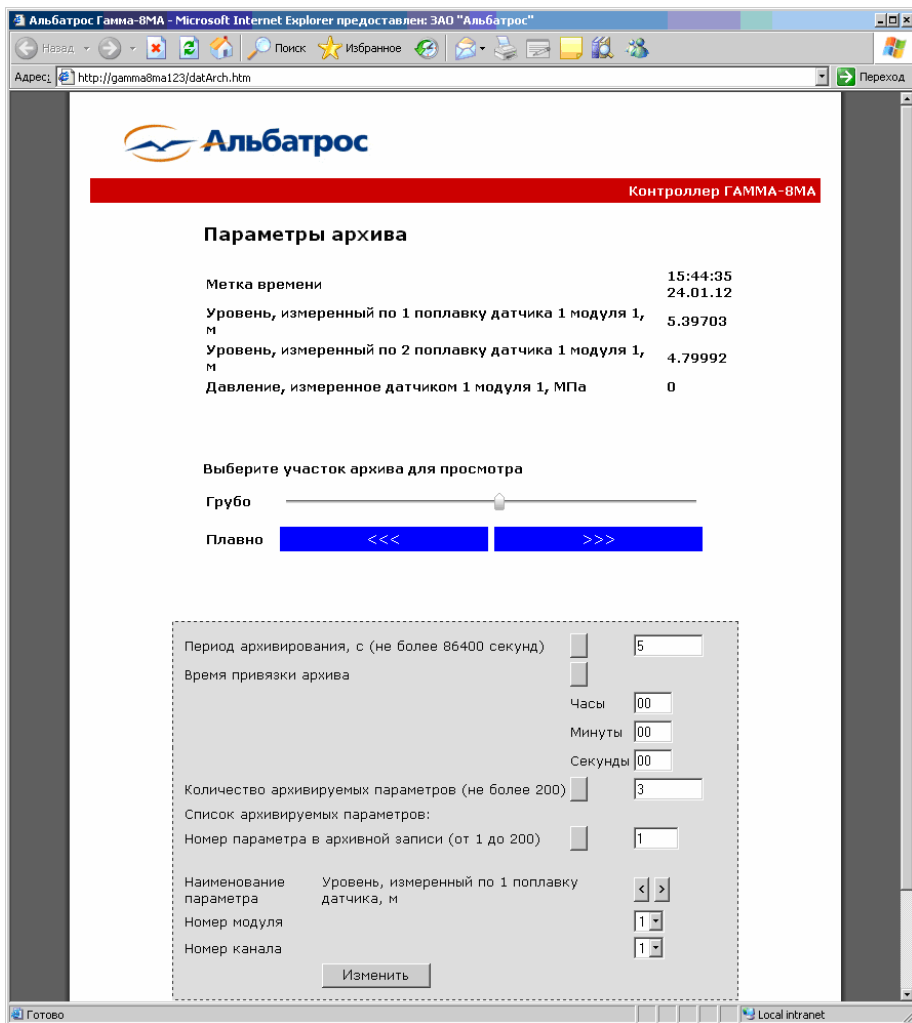 Альбатрос Гамма-8МА - Microsoft Internet Explorer предоставлен: ЗАО "Альбатрос"
Назад Поиск Избранное
Адрес: http://gamma8ma123/datArch.htm Переход
Альбатрос
Контроллер ГАММА-8МА
Параметры архива
Метка времени 15:44:35
24.01.12
Уровень, измеренный по 1 поплавку датчика 1 модуля 1,
м 5.39703
Уровень, измеренный по 2 поплавку датчика 1 модуля 1,
м 4.79992
Давление, измеренное датчиком 1 модуля 1, МПа 0
Выберите участок архива для просмотра
Грубо
Плавно <<< >>>
Период архивирования, с (не более 86400 секунд) 5
Время привязки архива
Часы 00
Минуты 00
Секунды 00
Количество архивируемых параметров (не более 200) 3
Список архивируемых параметров:
Номер параметра в архивной записи (от 1 до 200) 1
Наименование Уровень, измеренный по 1 поплавку
параметра датчика, м < >
Номер модуля 1
Номер канала 1
Изменить
Готово Local intranet